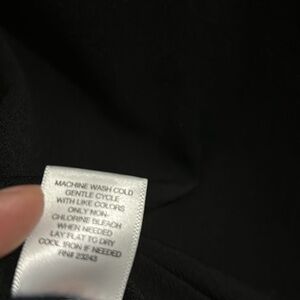 MACHINE WASH COLD
GENTLE CYCLE
WITH LIKE COLORS
ONLY NON-
CHLORINE BLEACH
WHEN NEEDED
LAY FLAT TO DRY
COOL IRON IF NEEDED
RN# 23243